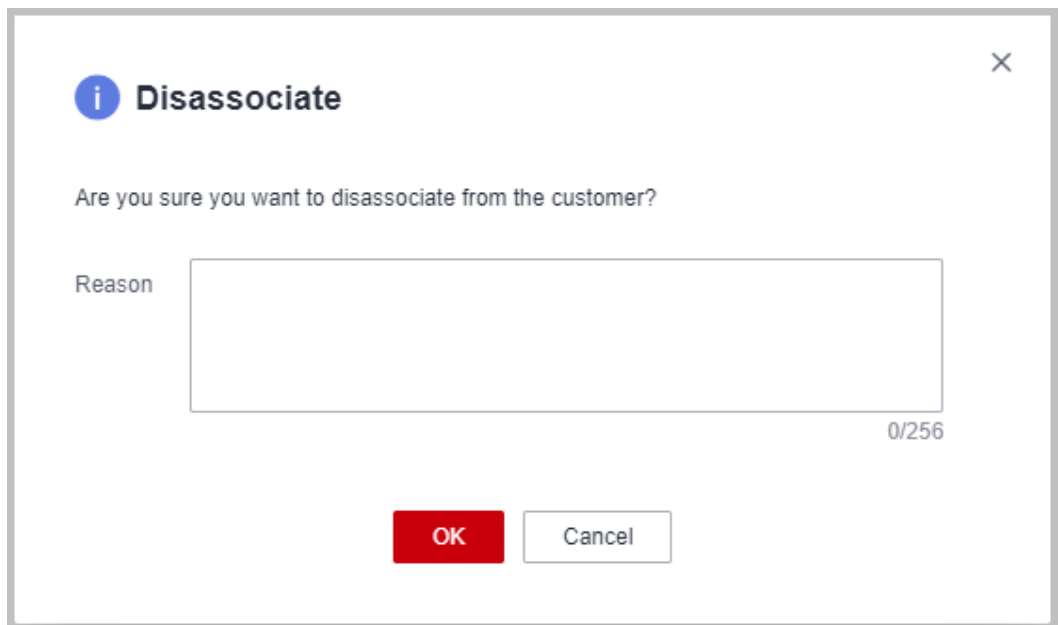 Disassociate
Are you sure you want to disassociate from the customer?
Reason
0/256
OK Cancel